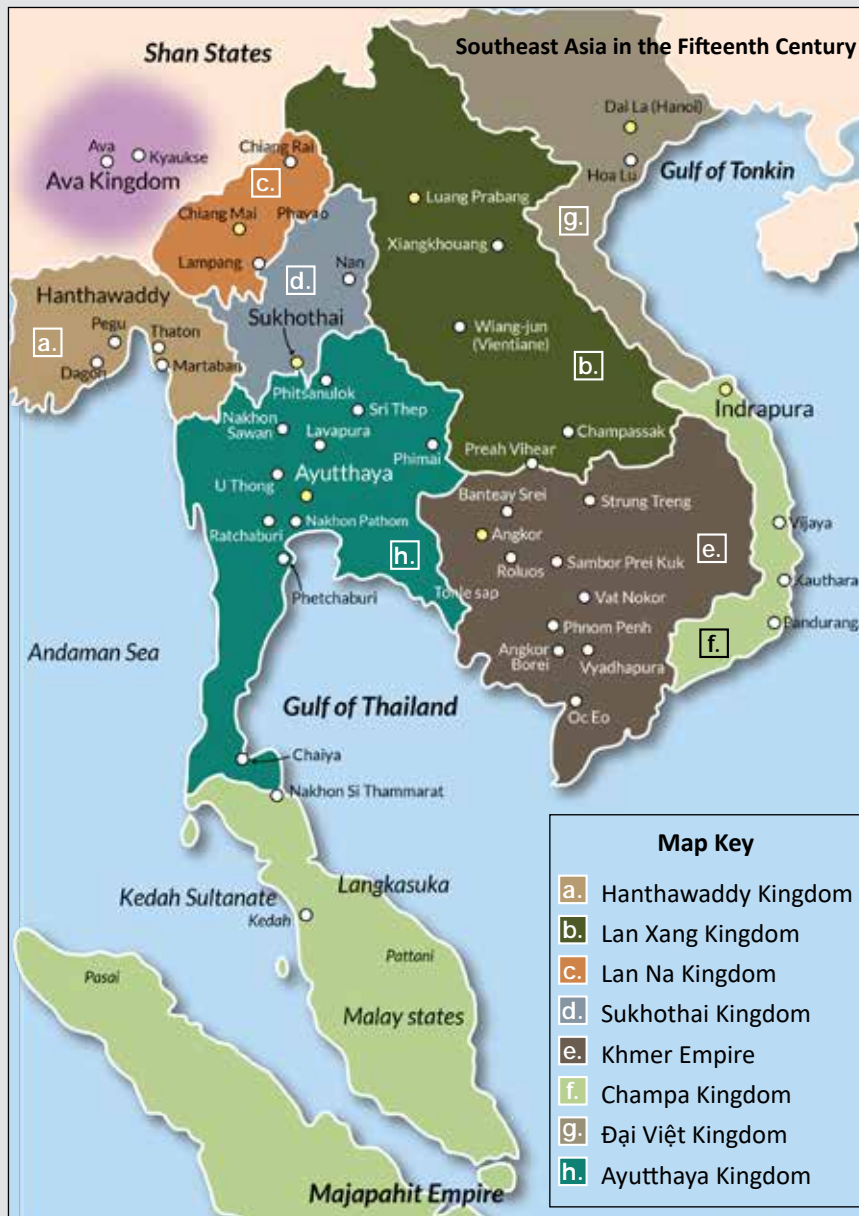 Southeast Asia in the Fifteenth Century
Shan States
Dai La (Hanoi)
Ava
Kyaukse
Ava Kingdom
Chiang Rai
c.
Hoa Lu
Gulf of Tonkin
Luang Prabang
Chiang Mai
Phayao
g.
Xiangkhouang
Lampang
Nan
d.
Hanthawaddy
Sukhothai
Pegu
Thaton
a.
Wiang-jun
(Vientiane)
Dagon
Martaban
b.
Phitsanulok
Indrapura
Sri Thep
Nakhon
Sawan
Lavapura
Champassak
Phimai
Preah Vihear
U Thong
Ayutthaya
Banteay Srei
Strung Treng
Ratchaburi
Nakhon Pathom
Angkor
Vijaya
h.
Roluos
Sambor Prei Kuk
e.
Phetchaburi
Tonle sap
Vat Nokor
Kauthara
Phnom Penh
Pandurang
Andaman Sea
Angkor
Borei
Vyadhapura
f.
Gulf of Thailand
Oc Eo
Chaiya
Nakhon Si Thammarat
Kedah Sultanate
Langkasuka
Kedah
Pattani
Pasai
Malay states
Majapahit Empire
Map Key
a. Hanthawaddy Kingdom
b. Lan Xang Kingdom
c. Lan Na Kingdom
d. Sukhothai Kingdom
e. Khmer Empire
f. Champa Kingdom
g. Đại Việt Kingdom
h. Ayutthaya Kingdom